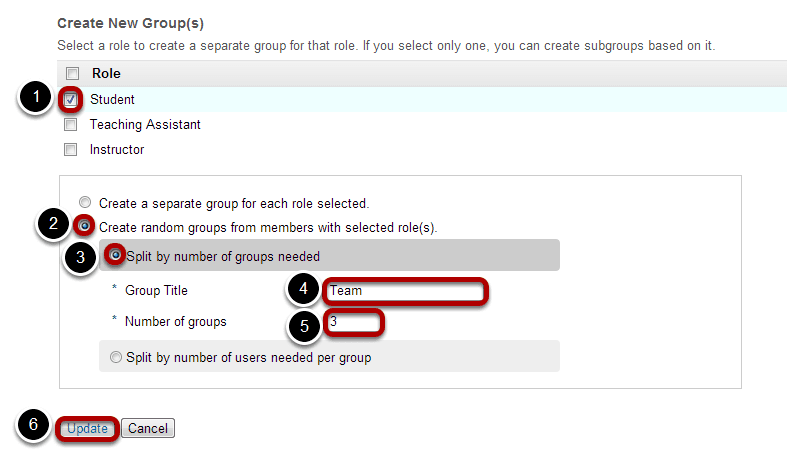 Create New Group(s)
Select a role to create a separate group for that role. If you select only one, you can create subgroups based on it.
Role
1 Student
Teaching Assistant
Instructor
Create a separate group for each role selected.
2 Create random groups from members with selected role(s).
3 Split by number of groups needed
* Group Title 4 Team
* Number of groups 5 3
Split by number of users needed per group
6 Update Cancel